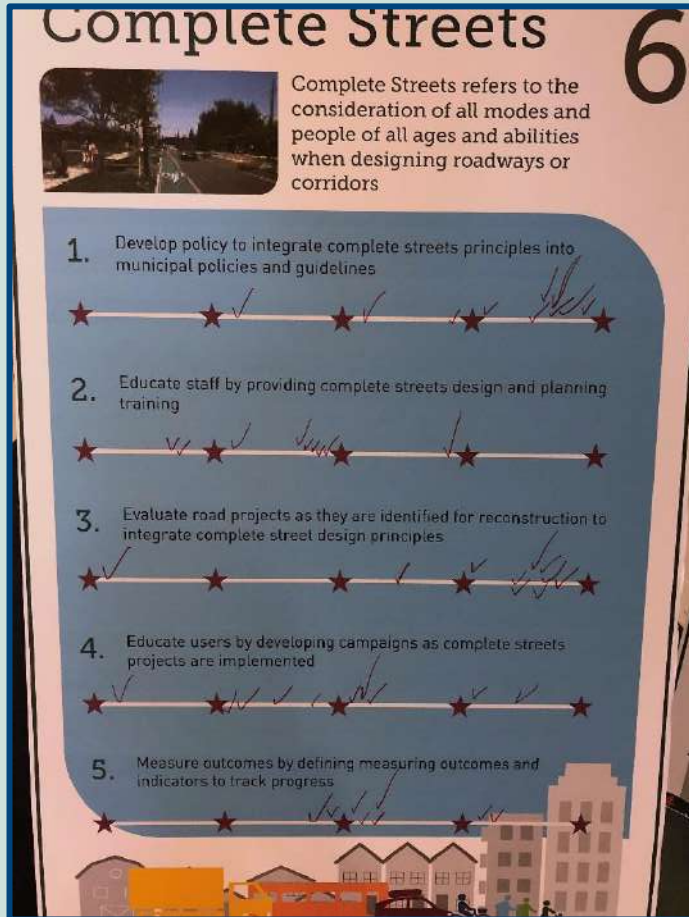 Complete Streets
6
Complete Streets refers to the
consideration of all modes and
people of all ages and abilities
when designing roadways or
corridors
1. Develop policy to integrate complete streets principles into
municipal policies and guidelines
2. Educate staff by providing complete streets design and planning
training
3. Evaluate road projects as they are identified for reconstruction to
integrate complete street design principles
4. Educate users by developing campaigns as complete streets
projects are implemented
5. Measure outcomes by defining measuring outcomes and
indicators to track progress